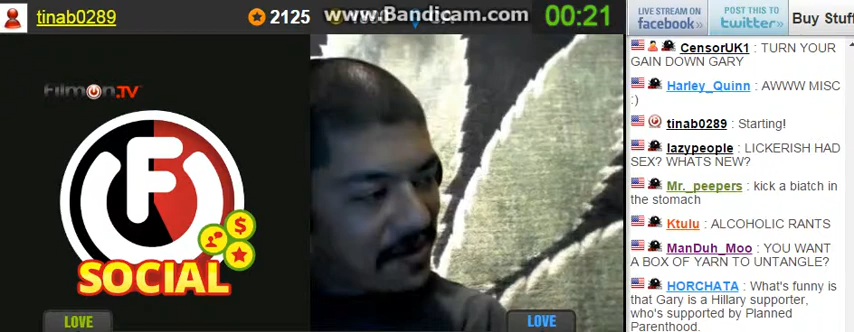 tinab0289
2125
www.Bandicam.com
00:21
LIVE STREAM ON
facebook»
POST THIS TO
twitter»
Buy Stuff
FILMON.TV
F
SOCIAL
LOVE
LOVE
CensorUK1 : TURN YOUR
GAIN DOWN GARY
Harley_Quinn : AWWW MISC
:)
tinab0289 : Starting!
lazypeople : LICKERISH HAD
SEX? WHATS NEW?
Mr._peepers : kick a biatch in
the stomach
Ktulu : ALCOHOLIC RANTS
ManDuh_Moo : YOU WANT
A BOX OF YARN TO UNTANGLE?
HORCHATA : What's funny is
that Gary is a Hillary supporter,
who's supported by Planned
Parenthood.